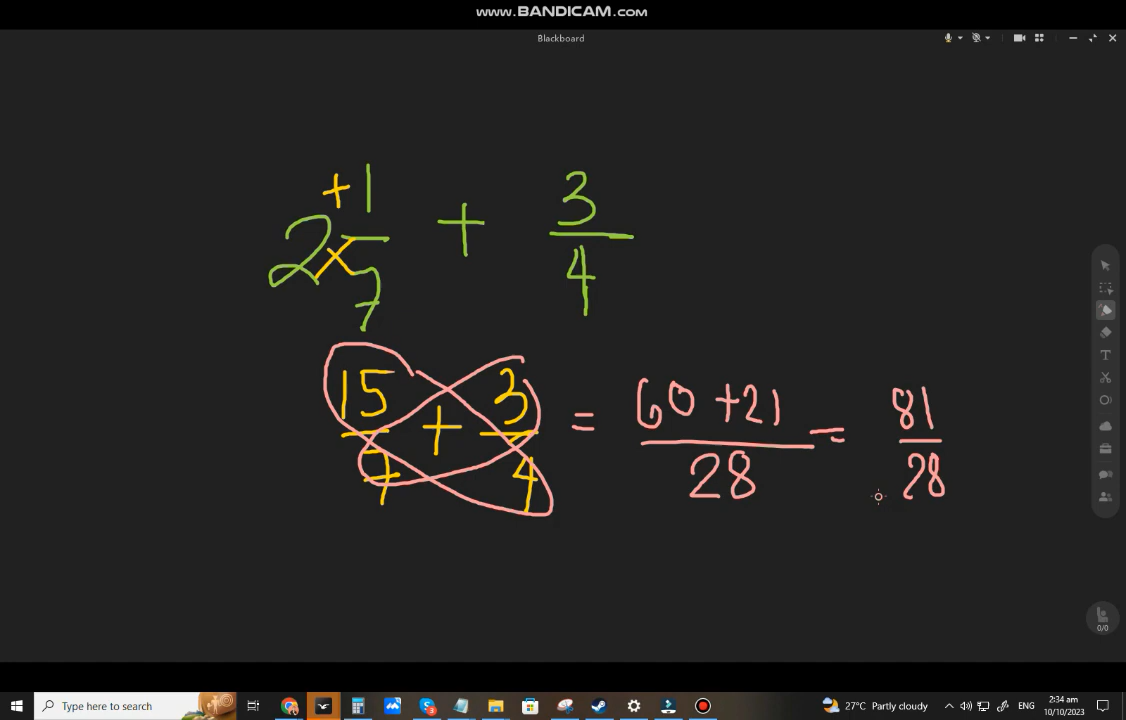 www.BANDICAM.com
Blackboard
2 × + 1/7 + 3/4
15/7 + 3/4 = 60 + 21/28 = 81/28
T
0/0
Type here to search
27°C Partly cloudy
ENG
2:34 am
10/10/2023